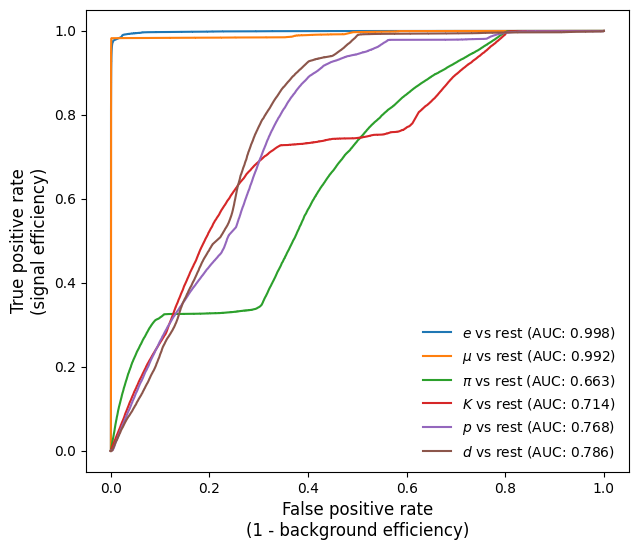 True positive rate
(signal efficiency)
1.0
0.8
0.6
0.4
0.2
0.0
e vs rest (AUC: 0.998)
μ vs rest (AUC: 0.992)
π vs rest (AUC: 0.663)
K vs rest (AUC: 0.714)
p vs rest (AUC: 0.768)
d vs rest (AUC: 0.786)
0.0 0.2 0.4 0.6 0.8 1.0
False positive rate
(1 - background efficiency)